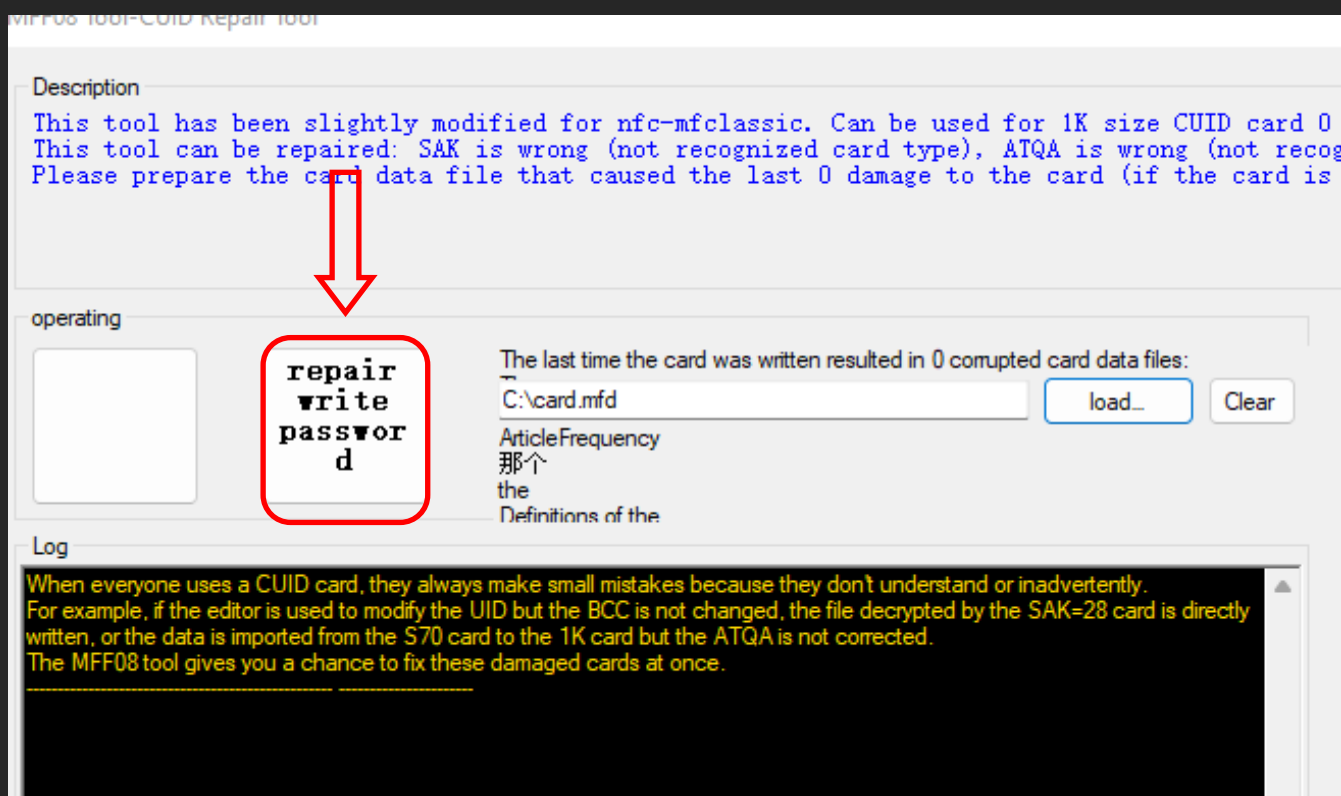 MFF08 Tool-CUID Repair Tool
Description
This tool has been slightly modified for nfc-mfclassic. Can be used for 1K size CUID card 0
This tool can be repaired: SAK is wrong (not recognized card type), ATQA is wrong (not recog
Please prepare the card data file that caused the last 0 damage to the card (if the card is
operating
repair
write
passwor
d
The last time the card was written resulted in 0 corrupted card data files:
C:\card.mfd
load...
Clear
ArticleFrequency
那个
the
Definitions of the
Log
When everyone uses a CUID card, they always make small mistakes because they don't understand or inadvertently.
For example, if the editor is used to modify the UID but the BCC is not changed, the file decrypted by the SAK=28 card is directly
written, or the data is imported from the S70 card to the 1K card but the ATQA is not corrected.
The MFF08 tool gives you a chance to fix these damaged cards at once.
-------------------------------------------------- ----------------------